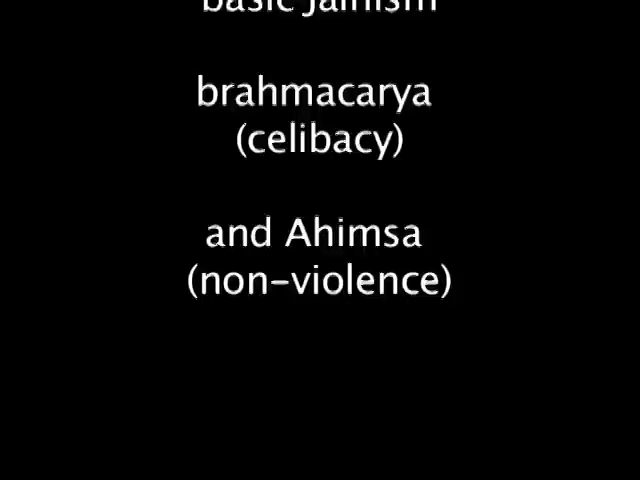 basic Jainism
brahmacarya
(celibacy)
and Ahimsa
(non-violence)